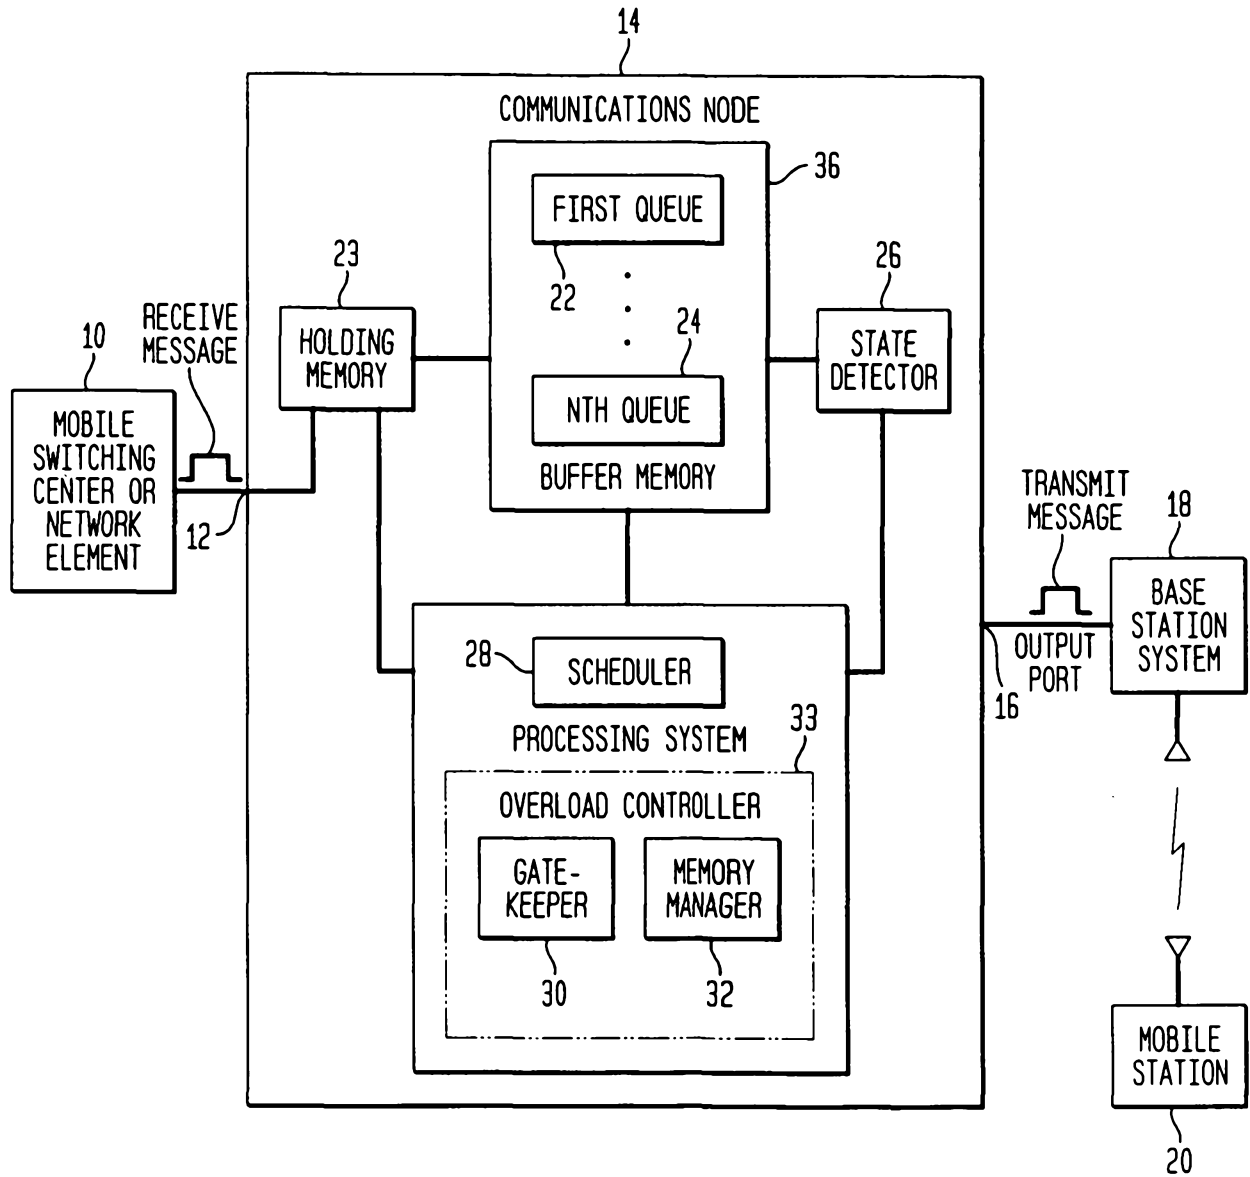 14
COMMUNICATIONS NODE
36
FIRST QUEUE
22
23
26
RECEIVE
MESSAGE
10
HOLDING
MEMORY
24
STATE
DETECTOR
NTH QUEUE
BUFFER MEMORY
MOBILE
SWITCHING
CENTER OR
NETWORK
ELEMENT
12
TRANSMIT
MESSAGE
18
BASE
STATION
SYSTEM
OUTPUT
PORT
16
28
SCHEDULER
PROCESSING SYSTEM
33
OVERLOAD CONTROLLER
GATE-
KEEPER
MEMORY
MANAGER
30
32
MOBILE
STATION
20